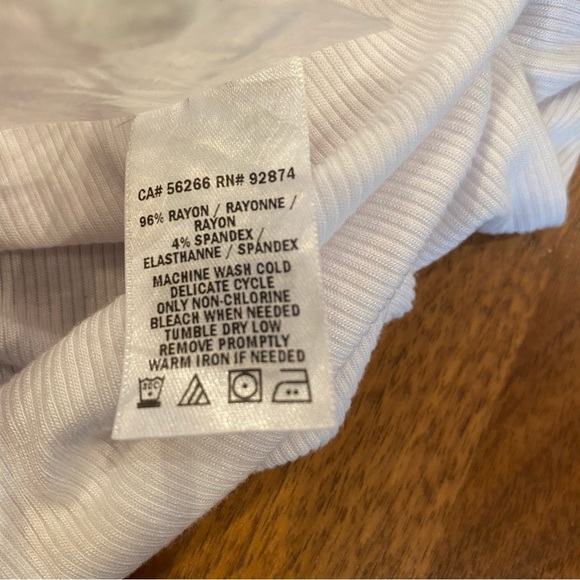 CA# 56266 RN# 92874
96% RAYON / RAYONNE /
RAYON
4% SPANDEX /
ELASTHANNE / SPANDEX
MACHINE WASH COLD
DELICATE CYCLE
ONLY NON-CHLORINE
BLEACH WHEN NEEDED
TUMBLE DRY LOW
REMOVE PROMPTLY
WARM IRON IF NEEDED